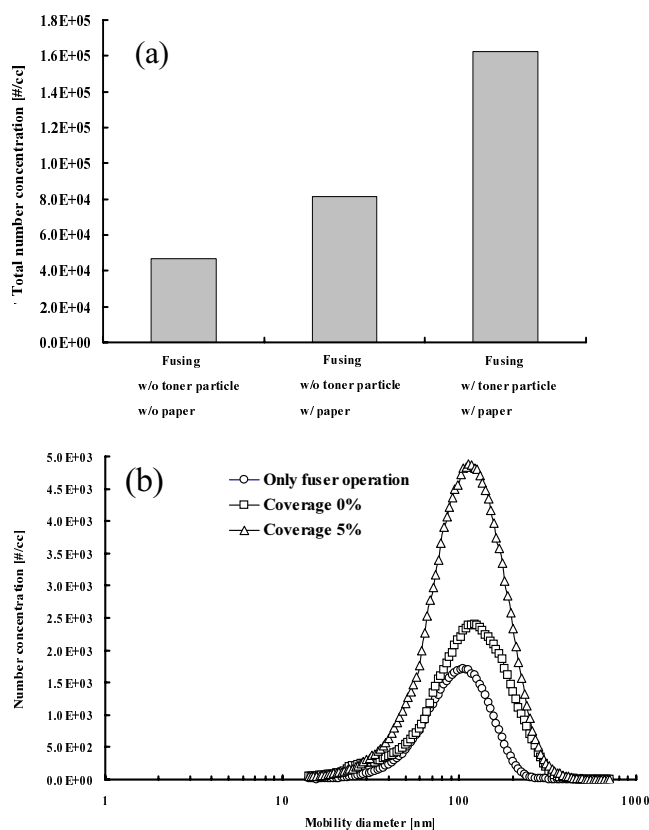 (a)
' Total number concentration [#/cc]
1.8E+05
1.6E+05
1.4E+05
1.2E+05
1.0E+05
8.0E+04
6.0E+04
4.0E+04
2.0E+04
0.0E+00
Fusing
w/o toner particle
w/o paper
Fusing
w/o toner particle
w/ paper
Fusing
w/ toner particle
w/ paper
(b)
Number concentration [#/cc]
5.0E+03
4.5E+03
4.0E+03
3.5E+03
3.0E+03
2.5E+03
2.0E+03
1.5E+03
1.0E+03
5.0E+02
0.0E+00
Only fuser operation
Coverage 0%
Coverage 5%
1
10
100
1000
Mobility diameter [nm]